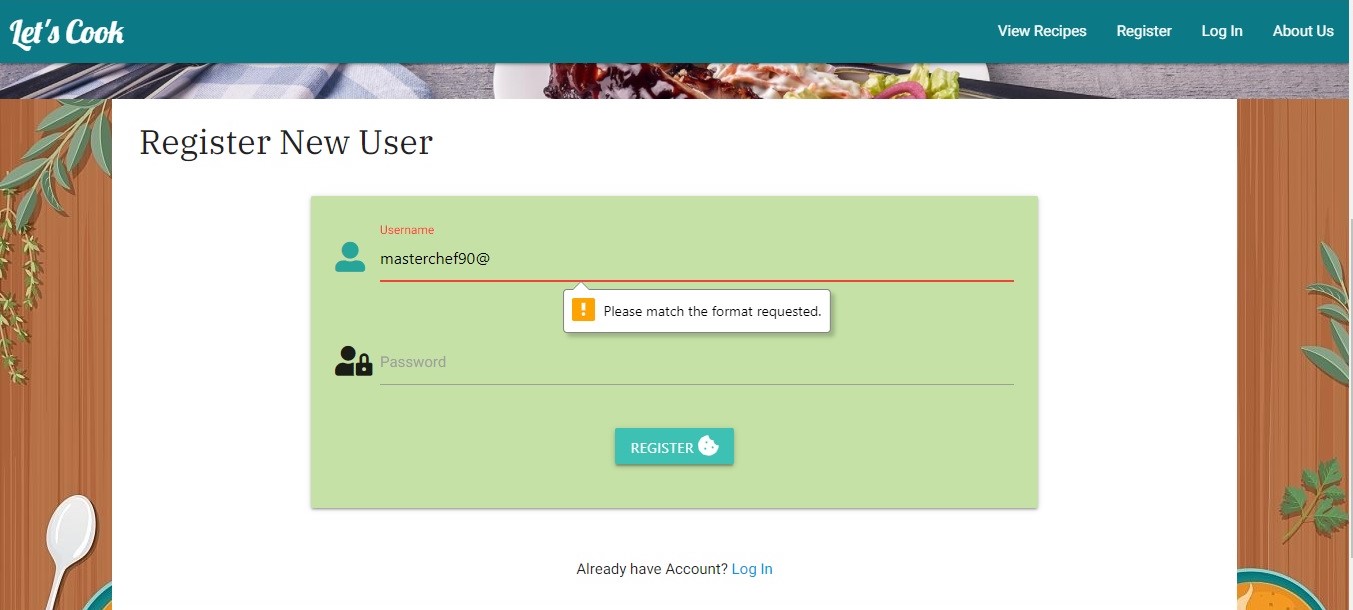 Let's Cook
View Recipes Register Log In About Us
Register New User
Username
masterchef90@
! Please match the format requested.
Password
REGISTER
Already have Account? Log In